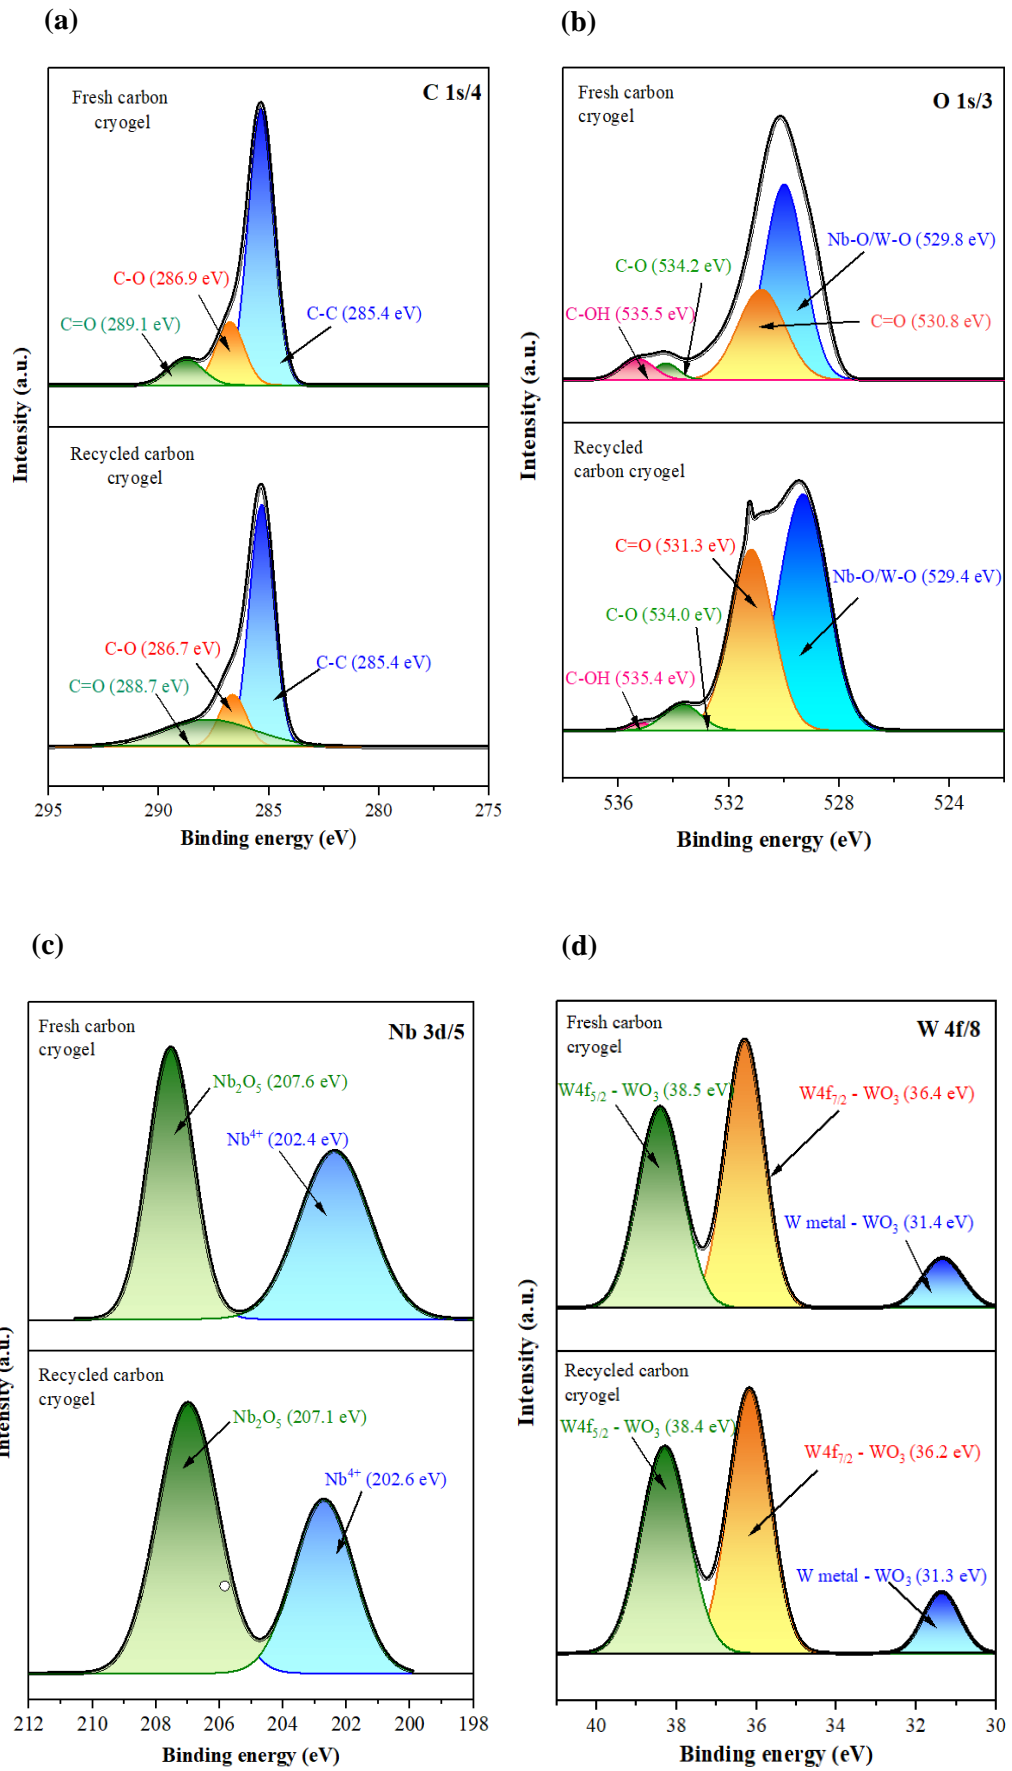 (a)
C 1s/4
Fresh carbon
cryogel
C-O (286.9 eV)
C=O (289.1 eV)
C-C (285.4 eV)
Recycled carbon
cryogel
C-O (286.7 eV)
C=O (288.7 eV)
C-C (285.4 eV)
Intensity (a.u.)
295 290 285 280 275
Binding energy (eV)
(b)
Fresh carbon
cryogel
O 1s/3
Nb-O/W-O (529.8 eV)
C-O (534.2 eV)
C-OH (535.5 eV)
C=O (530.8 eV)
Recycled
carbon cryogel
C=O (531.3 eV)
Nb-O/W-O (529.4 eV)
C-O (534.0 eV)
C-OH (535.4 eV)
Intensity (a.u.)
536 531 528 524
Binding energy (eV)
(c)
Fresh carbon
cryogel
Nb 3d/5
Nb₂O₅ (207.6 eV)
Nb⁴⁺ (202.4 eV)
Recycled carbon
cryogel
Nb₂O₅ (207.1 eV)
Nb⁴⁺ (202.6 eV)
Intensity (a.u.)
212 210 208 206 204 202 200 198
Binding energy (eV)
(d)
Fresh carbon
cryogel
W 4f/8
W4f₅/₂ - WO₃ (38.5 eV)
W4f₇/₂ - WO₃ (36.4 eV)
W metal - WO₃ (31.4 eV)
Recycled carbon
cryogel
W4f₅/₂ - WO₃ (38.4 eV)
W4f₇/₂ - WO₃ (36.2 eV)
W metal - WO₃ (31.3 eV)
Intensity (a.u.)
40 38 36 34 32 30
Binding energy (eV)